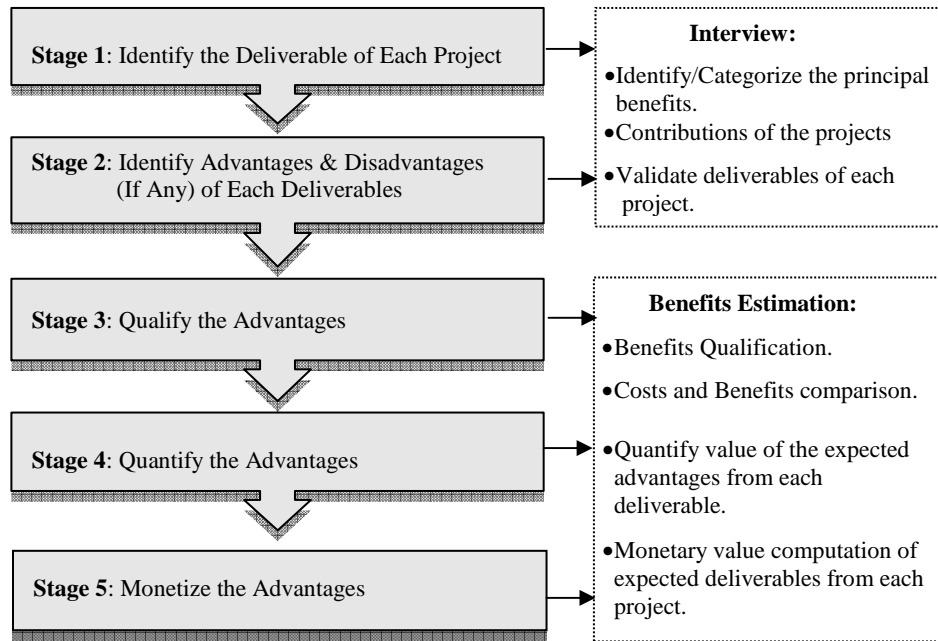 Stage 1: Identify the Deliverable of Each Project
Stage 2: Identify Advantages & Disadvantages
(If Any) of Each Deliverables
Stage 3: Qualify the Advantages
Stage 4: Quantify the Advantages
Stage 5: Monetize the Advantages
Interview:
•Identify/Categorize the principal
benefits.
•Contributions of the projects
•Validate deliverables of each
project.
Benefits Estimation:
•Benefits Qualification.
•Costs and Benefits comparison.
•Quantify value of the expected
advantages from each
deliverable.
•Monetary value computation of
expected deliverables from each
project.